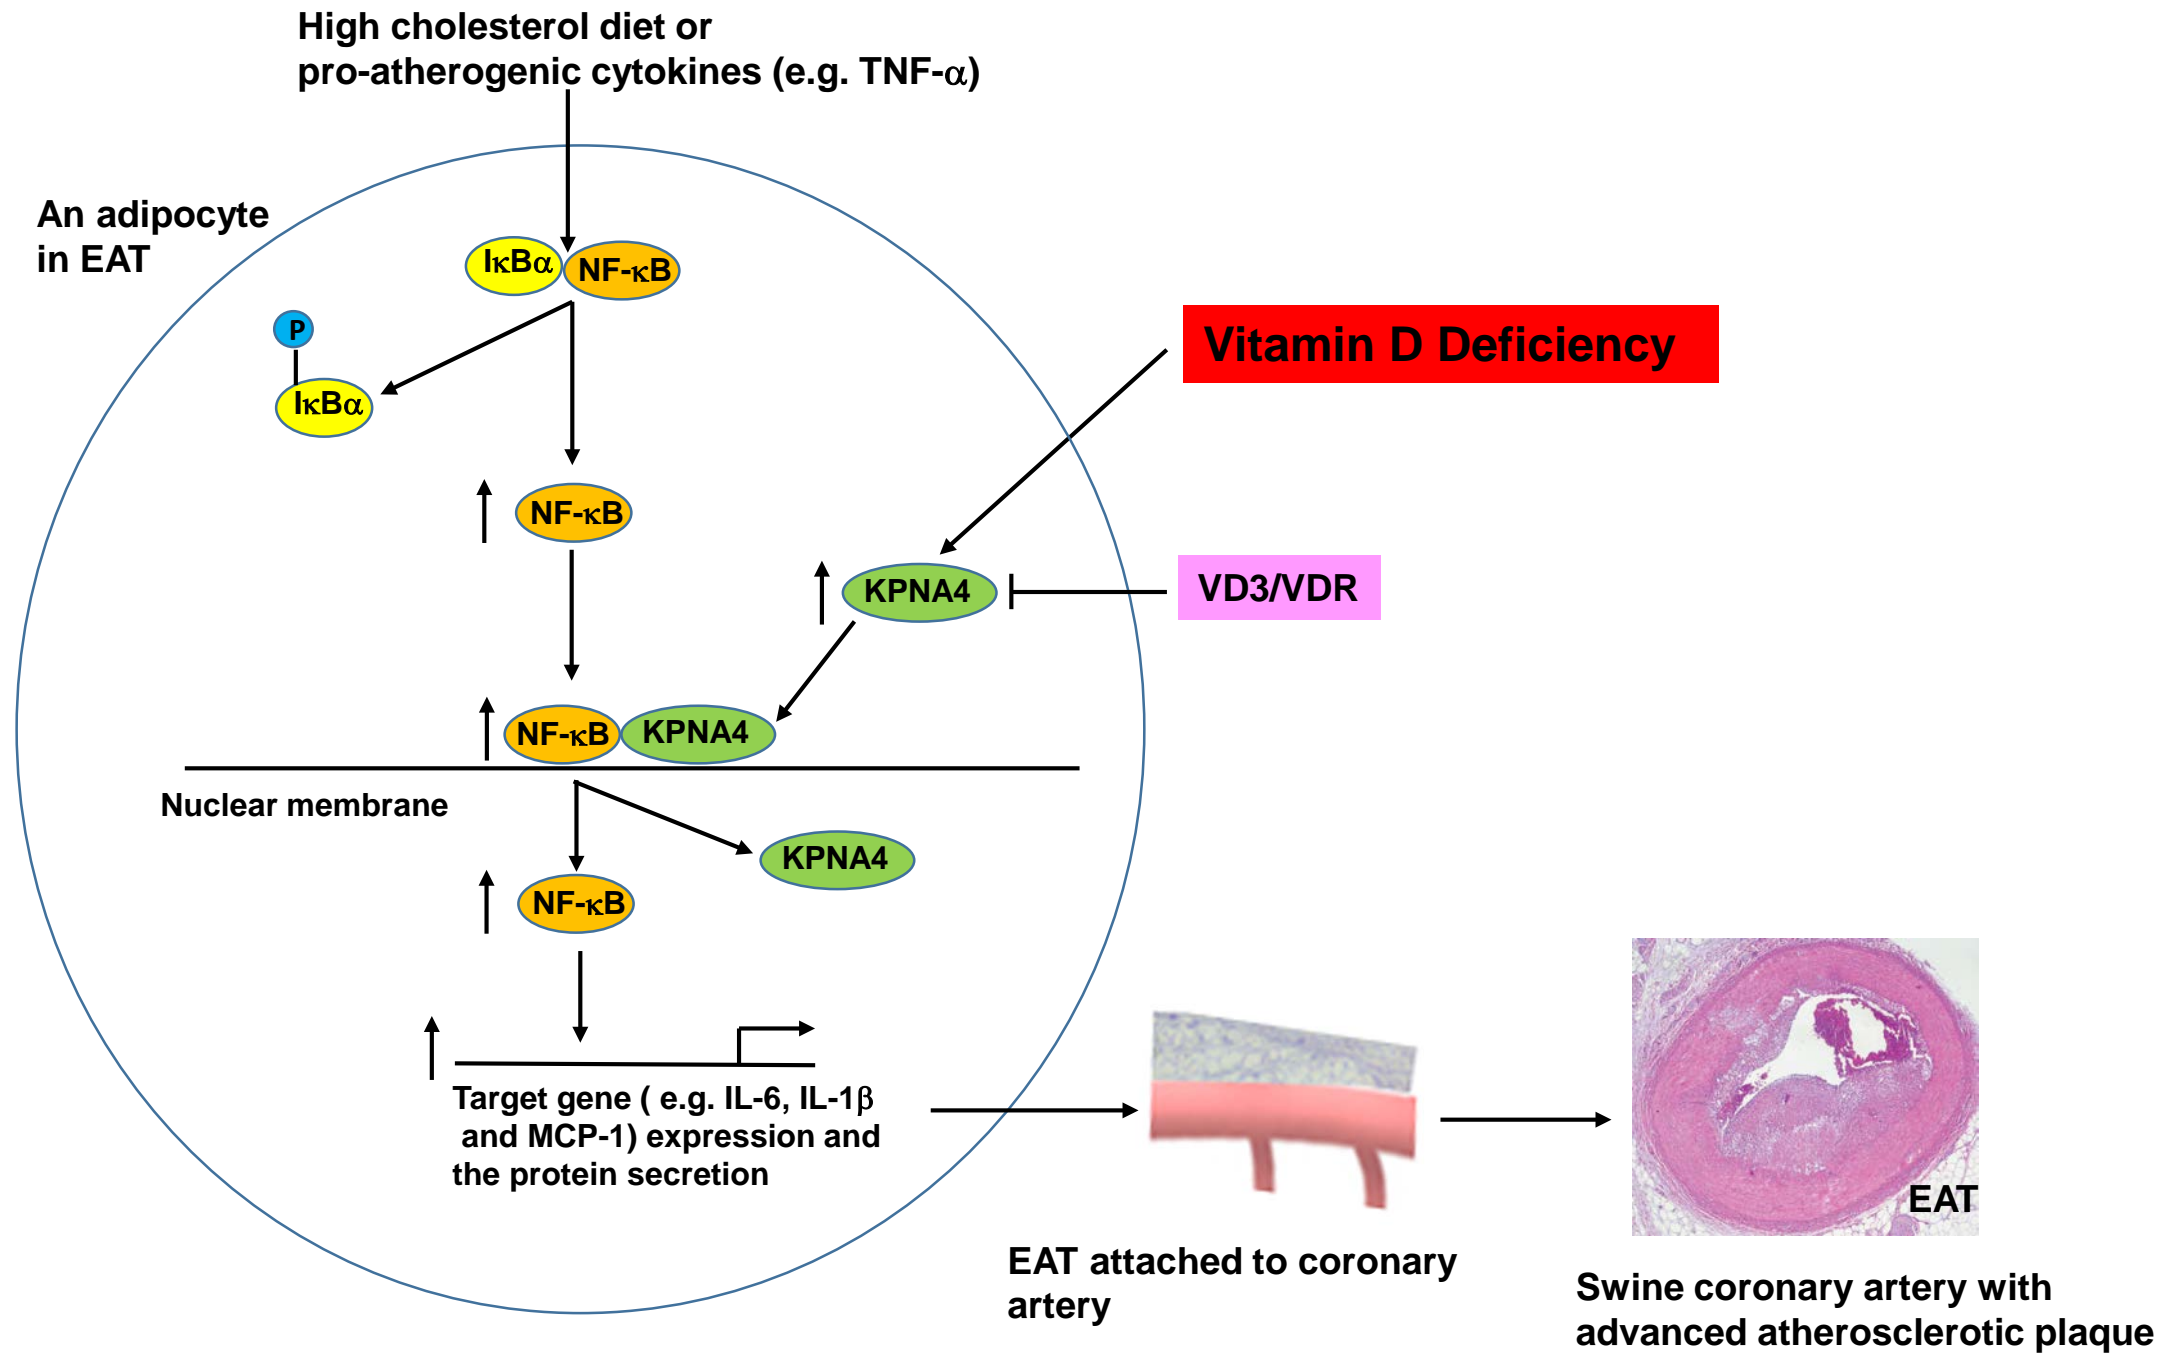 High cholesterol diet or
pro-atherogenic cytokines (e.g. TNF-α)
An adipocyte
in EAT
IκBα
NF-κB
P
IκBα
Vitamin D Deficiency
NF-κB
KPNA4
VD3/VDR
NF-κB
KPNA4
Nuclear membrane
KPNA4
NF-κB
Target gene ( e.g. IL-6, IL-1β
and MCP-1) expression and
the protein secretion
EAT
EAT attached to coronary
artery
Swine coronary artery with
advanced atherosclerotic plaque